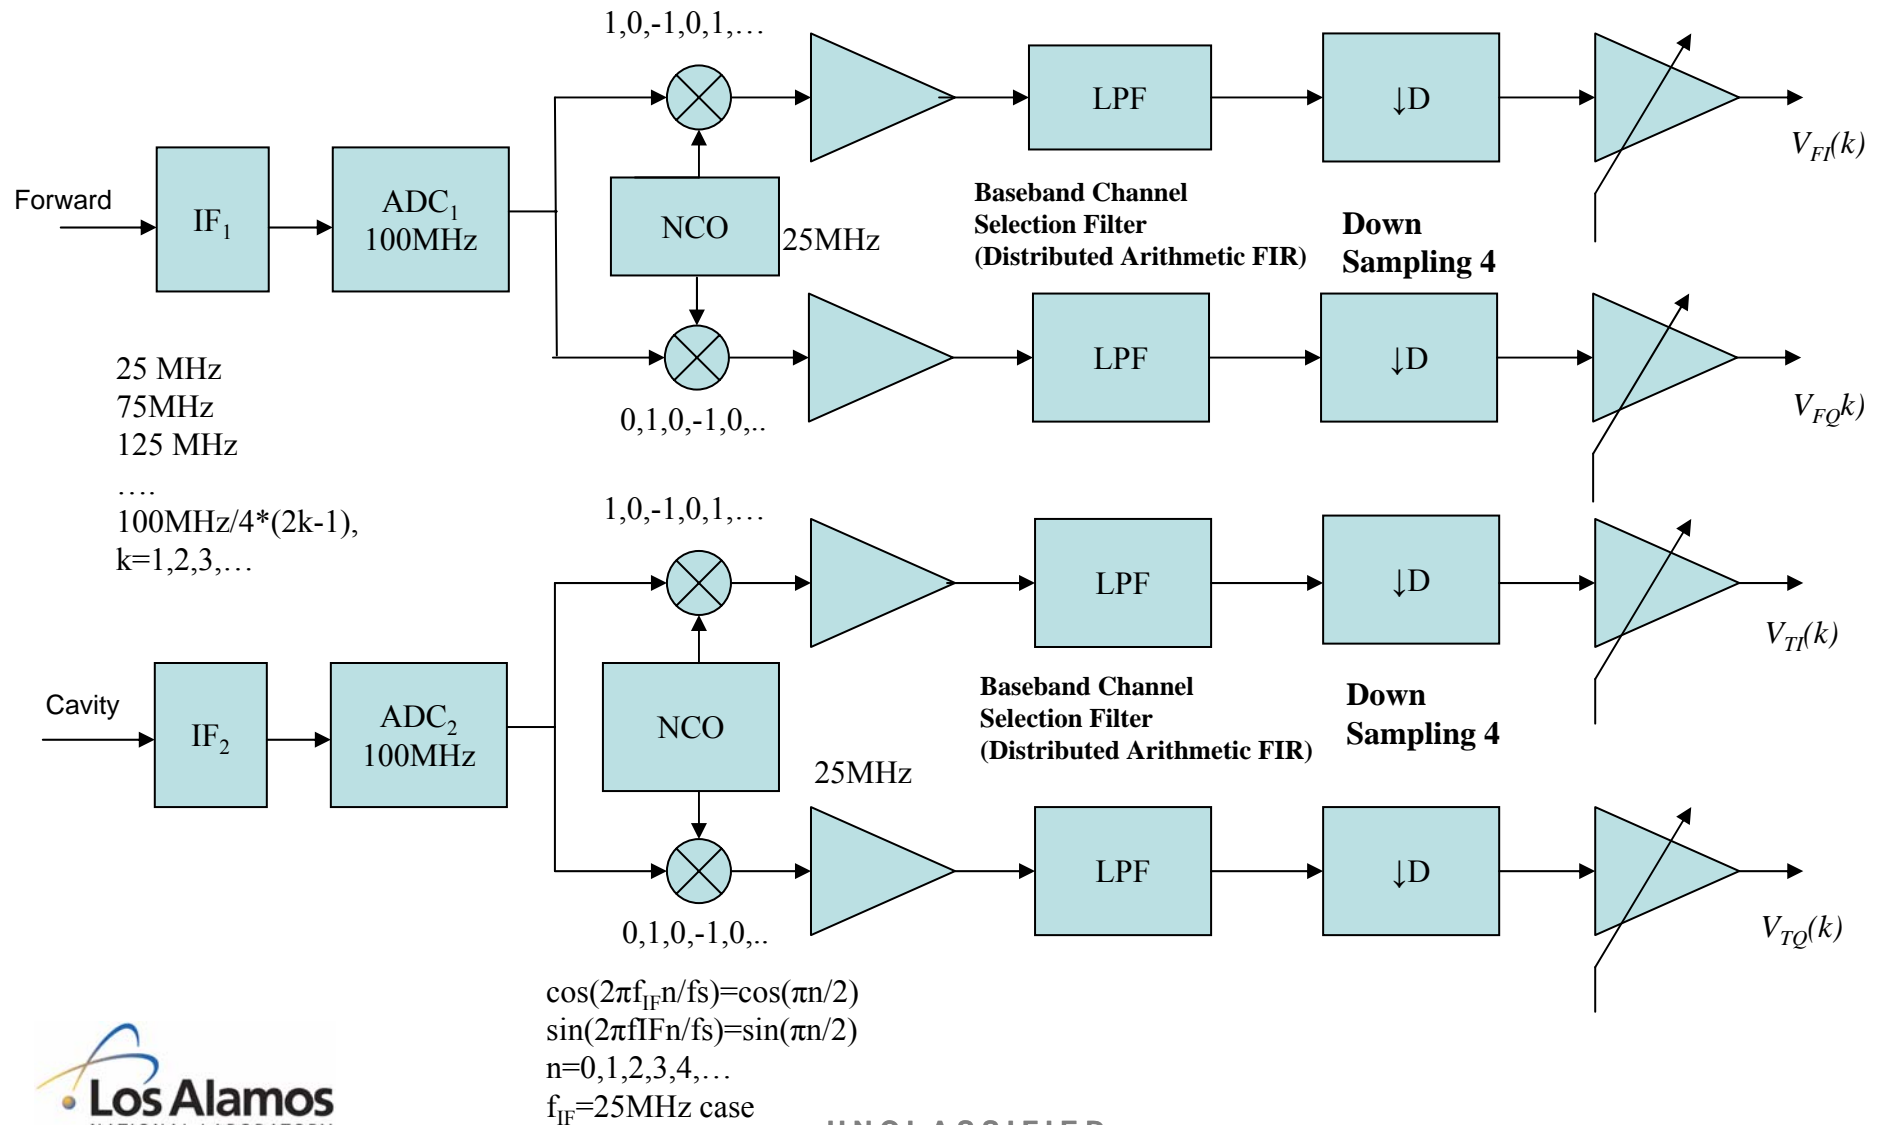 1,0,-1,0,1,…
Forward
IF1
ADC1
100MHz
NCO
25MHz
LPF
↓D
VFI(k)
Baseband Channel
Selection Filter
(Distributed Arithmetic FIR)
Down
Sampling 4
LPF
↓D
VFQk)
0,1,0,-1,0,..
25 MHz
75MHz
125 MHz
….
100MHz/4*(2k-1),
k=1,2,3,…
1,0,-1,0,1,…
Cavity
IF2
ADC2
100MHz
NCO
25MHz
LPF
↓D
VTI(k)
Baseband Channel
Selection Filter
(Distributed Arithmetic FIR)
Down
Sampling 4
LPF
↓D
VTQ(k)
0,1,0,-1,0,..
cos(2πfIFn/fs)=cos(πn/2)
sin(2πfIFn/fs)=sin(πn/2)
n=0,1,2,3,4,…
fIF=25MHz case
Los Alamos
NATIONAL LABORATORY
UNCLASSIFIED